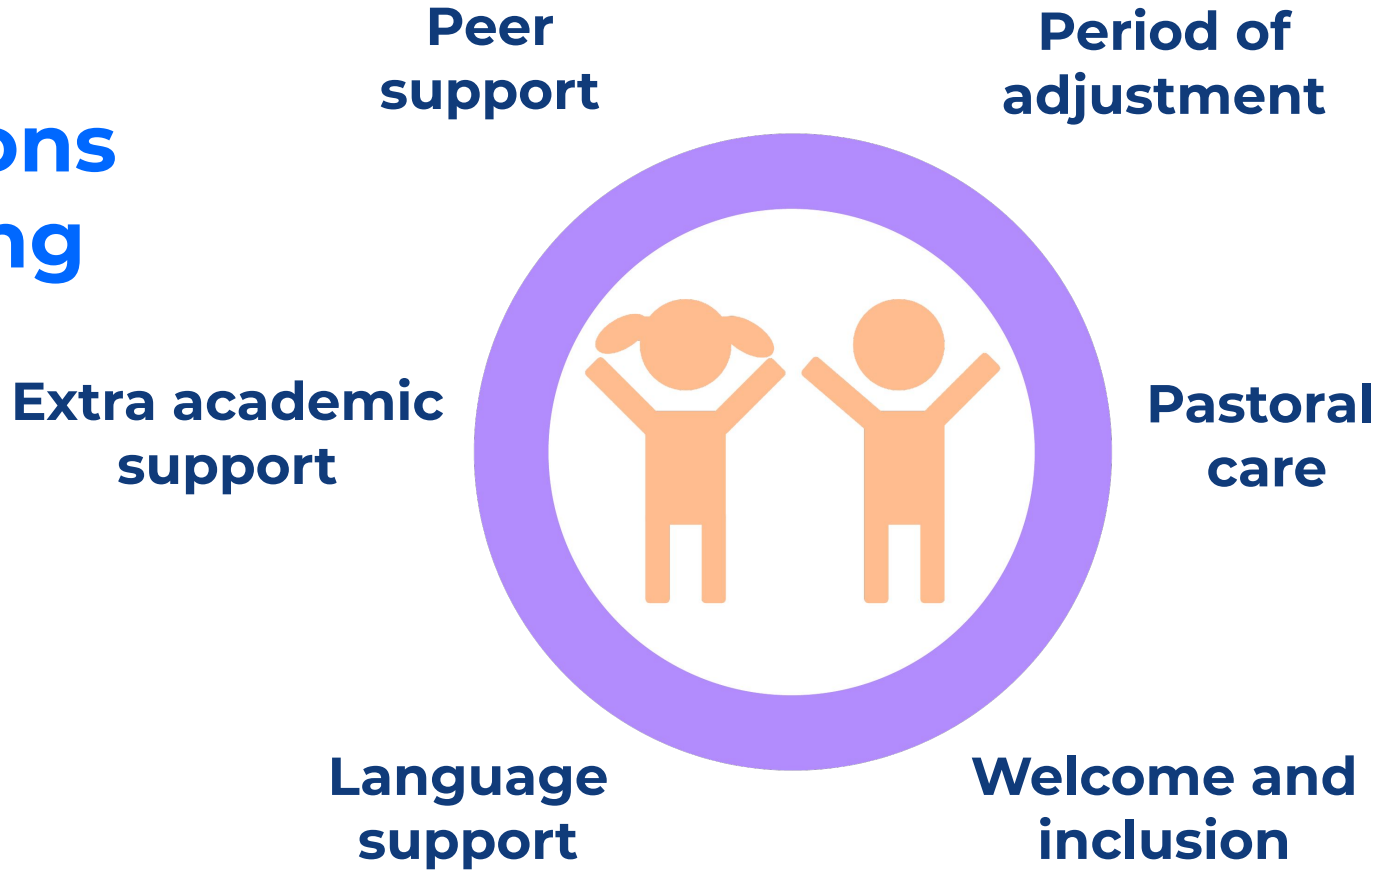 ons
ng
Peer
support
Period of
adjustment
Extra academic
support
Pastoral
care
Language
support
Welcome and
inclusion